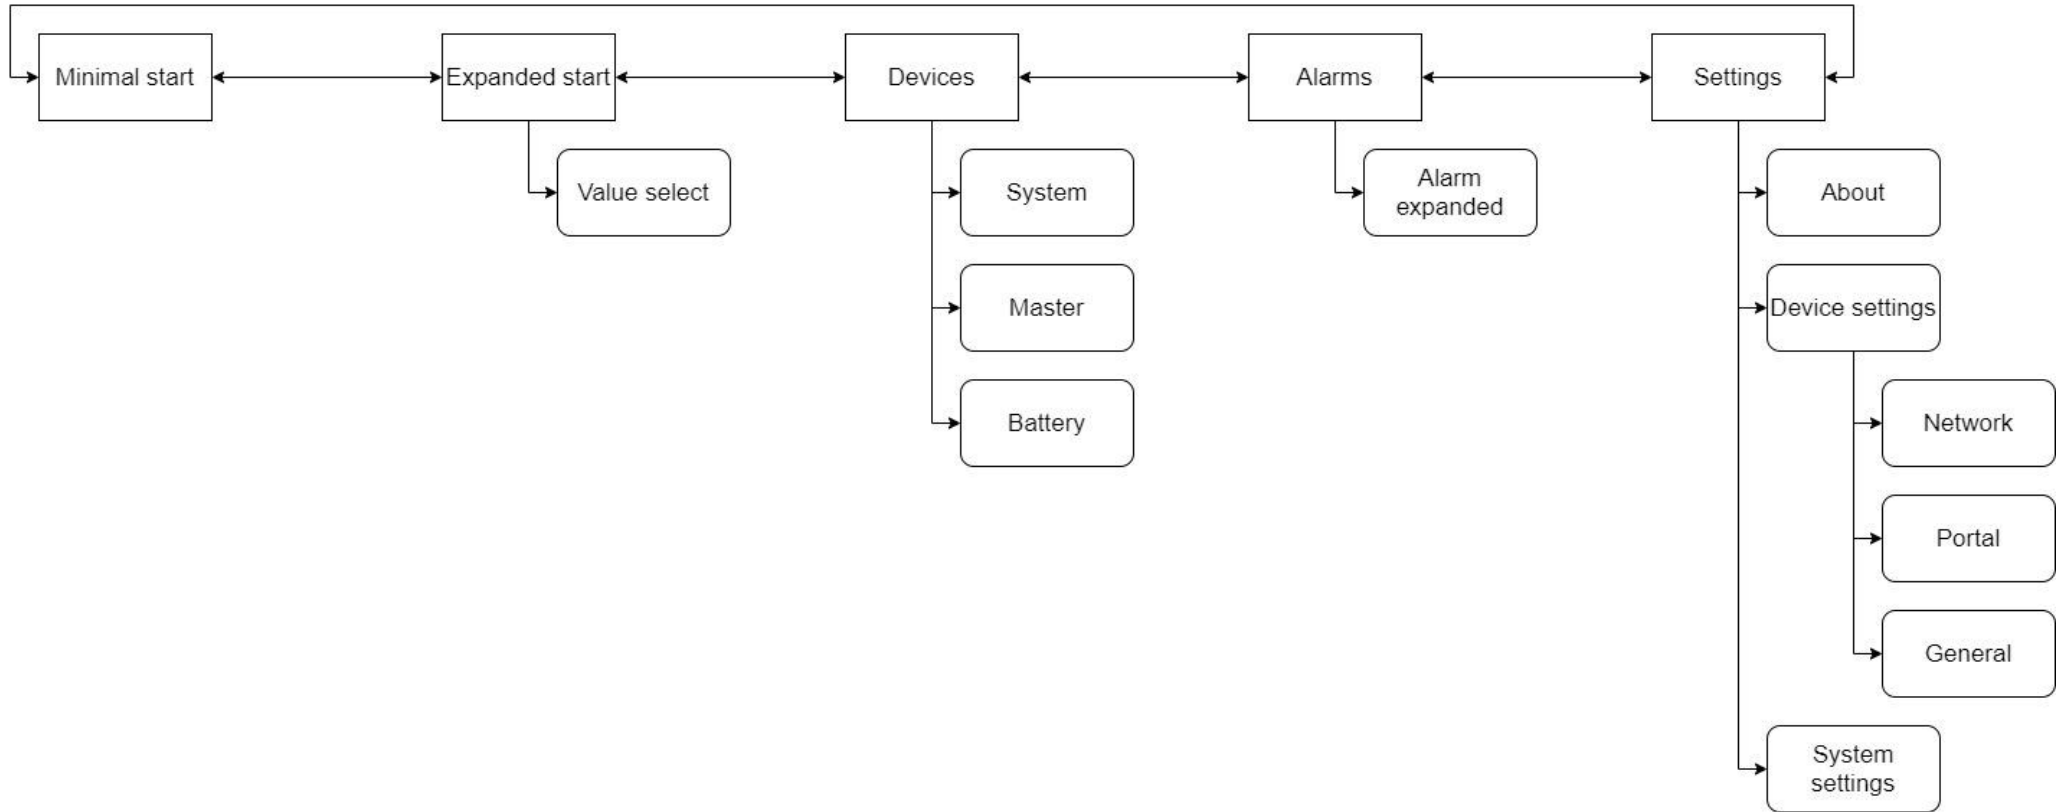 Minimal start
Expanded start
Devices
Alarms
Settings
Value select
System
Alarm
expanded
About
Master
Device settings
Battery
Network
Portal
General
System
settings